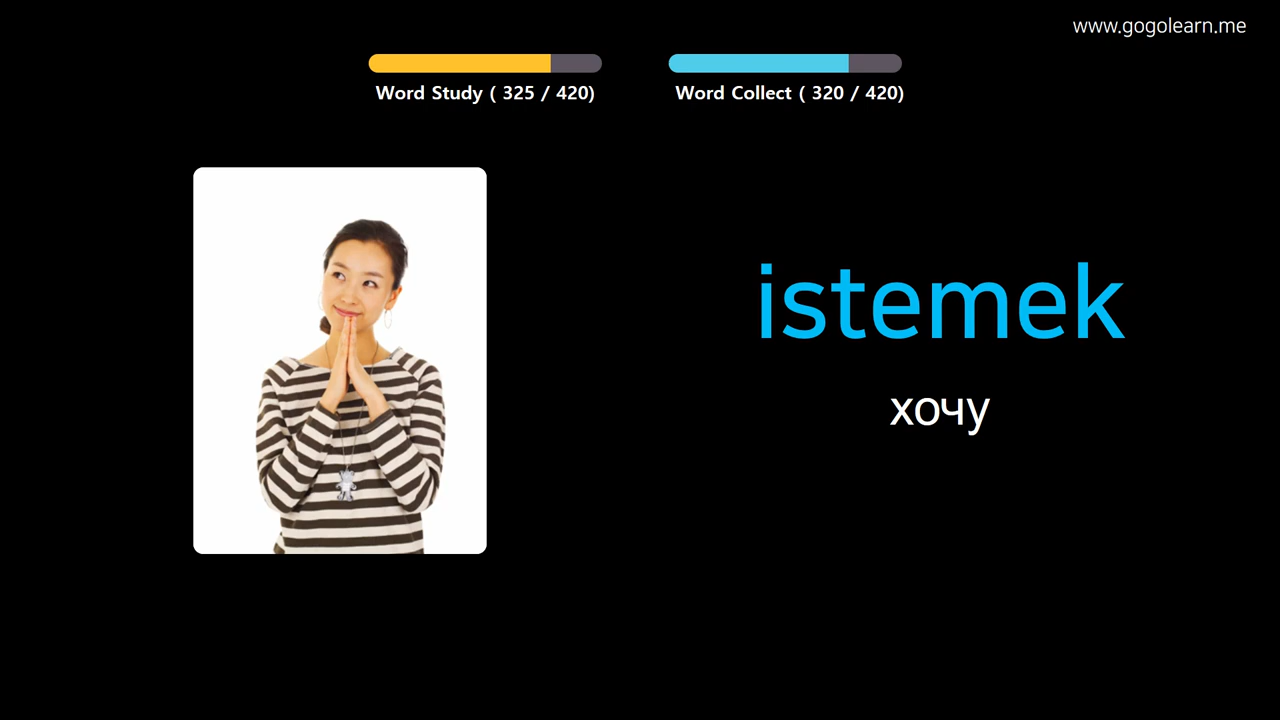 www.gogolearn.me
Word Study ( 325 / 420)
Word Collect ( 320 / 420)
istemek
хочу